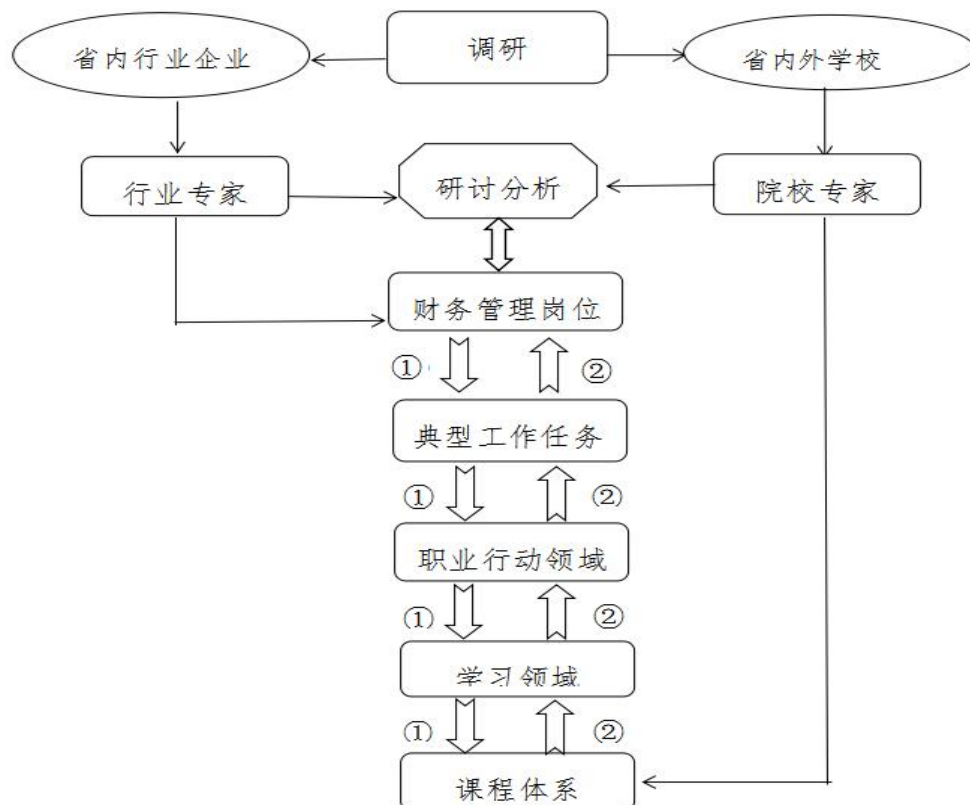 省内行业企业
调研
省内外学校
行业专家
研讨分析
院校专家
财务管理岗位
①
②
典型工作任务
①
②
职业行动领域
①
②
学习领域
①
②
课程体系